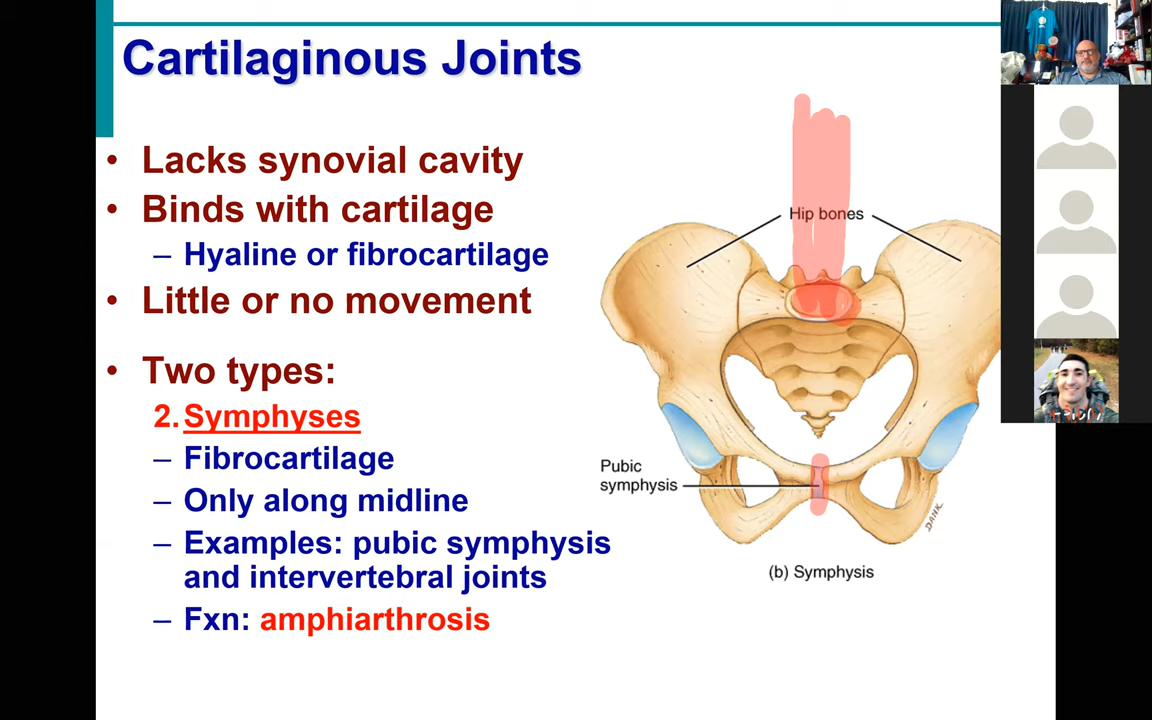 Cartilaginous Joints
• Lacks synovial cavity
• Binds with cartilage
– Hyaline or fibrocartilage
• Little or no movement
• Two types:
2. Symphyses
– Fibrocartilage
– Only along midline
– Examples: pubic symphysis
and intervertebral joints
– Fxn: amphiarthrosis
Hip bones
Pubic
symphysis
DANK
(b) Symphysis